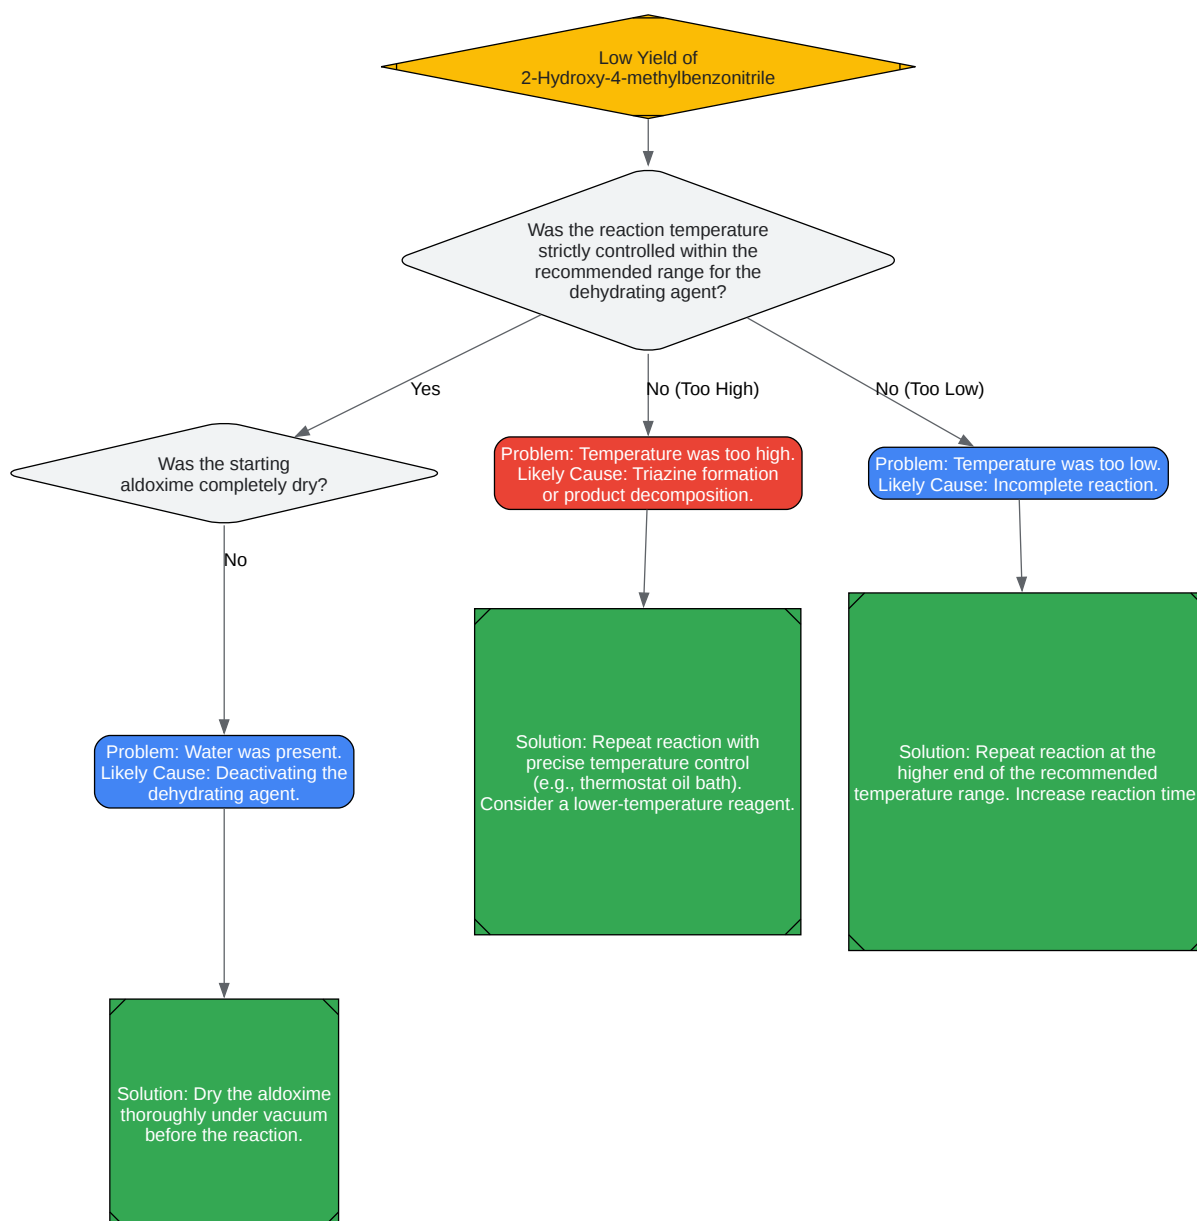 Low Yield of
2-Hydroxy-4-methylbenzonitrile
Was the reaction temperature
strictly controlled within the
recommended range for the
dehydrating agent?
Yes
No (Too High)
No (Too Low)
Was the starting
aldoxime completely dry?
Problem: Temperature was too high.
Likely Cause: Triazine formation
or product decomposition.
Problem: Temperature was too low.
Likely Cause: Incomplete reaction.
No
Problem: Water was present.
Likely Cause: Deactivating the
dehydrating agent.
Solution: Repeat reaction with
precise temperature control
(e.g., thermostat oil bath).
Consider a lower-temperature reagent.
Solution: Repeat reaction at the
higher end of the recommended
temperature range. Increase reaction time
Solution: Dry the aldoxime
thoroughly under vacuum
before the reaction.